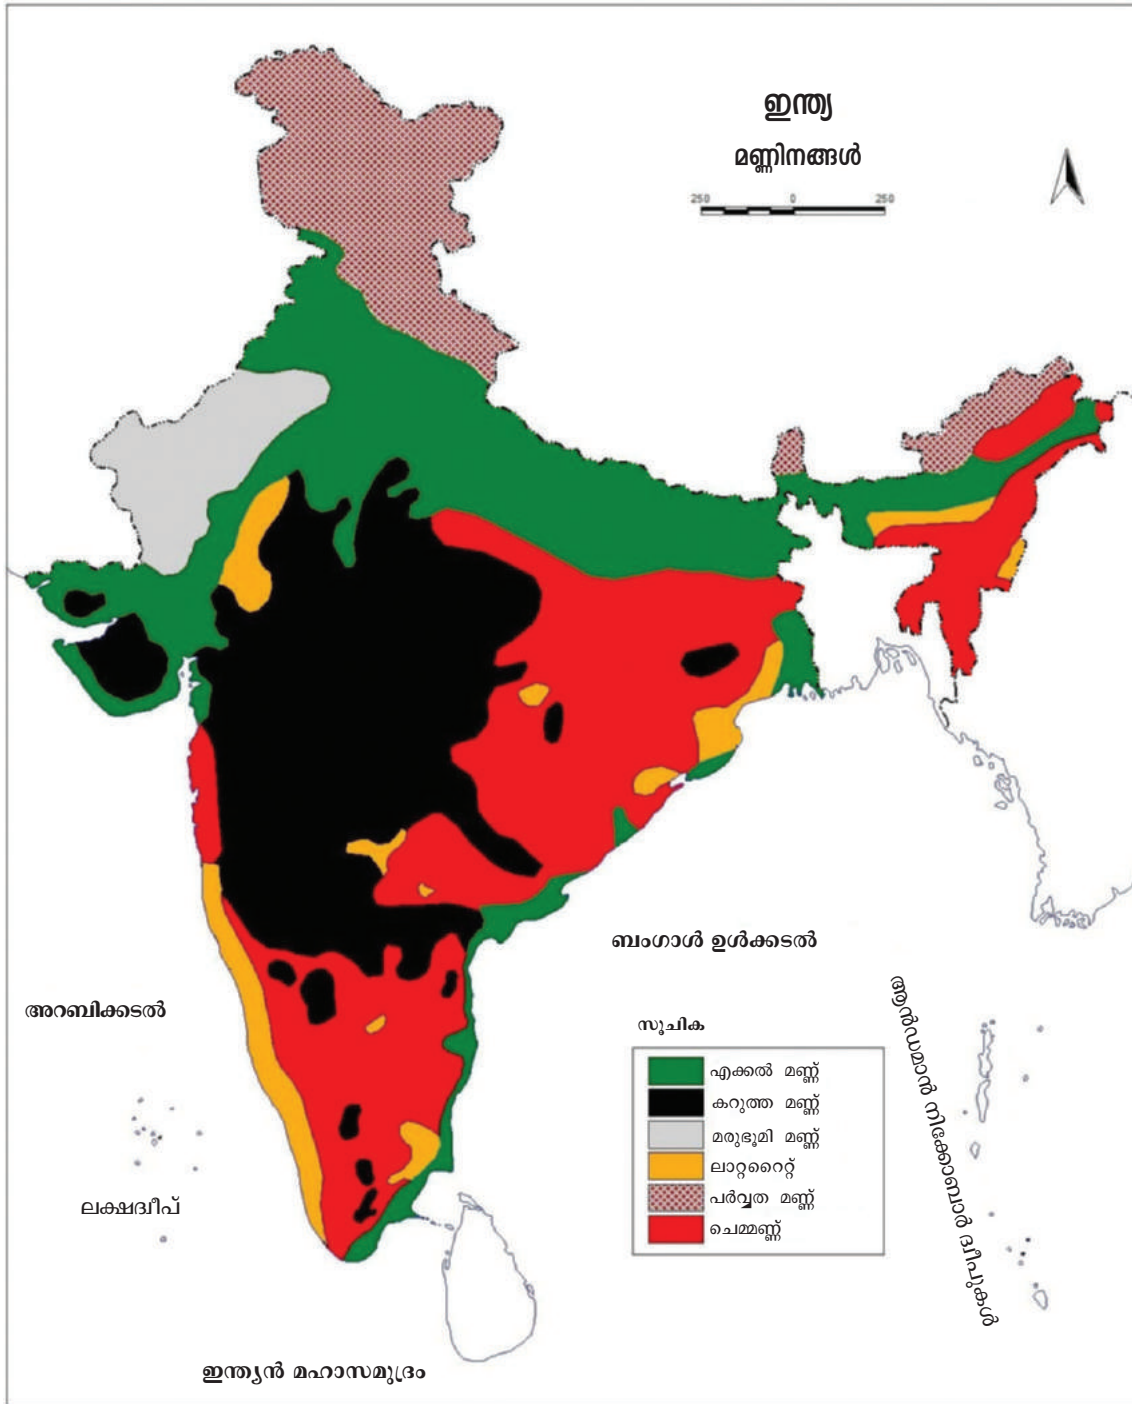 ഇന്ത്യ
മണ്ണിനങ്ങൾ
250 0 250
ബംഗാൾ ഉൾക്കടൽ
അറബിക്കടൽ
ആൻഡമാൻ നിക്കോബാർ ദ്വീപുകൾ
സൂചിക
എക്കൽ മണ്ണ്
കറുത്ത മണ്ണ്
മരുഭൂമി മണ്ണ്
ലാറ്ററൈറ്റ്
പർവ്വത മണ്ണ്
ചെമ്മണ്ണ്
ലക്ഷദ്വീപ്
ഇന്ത്യൻ മഹാസമുദ്രം